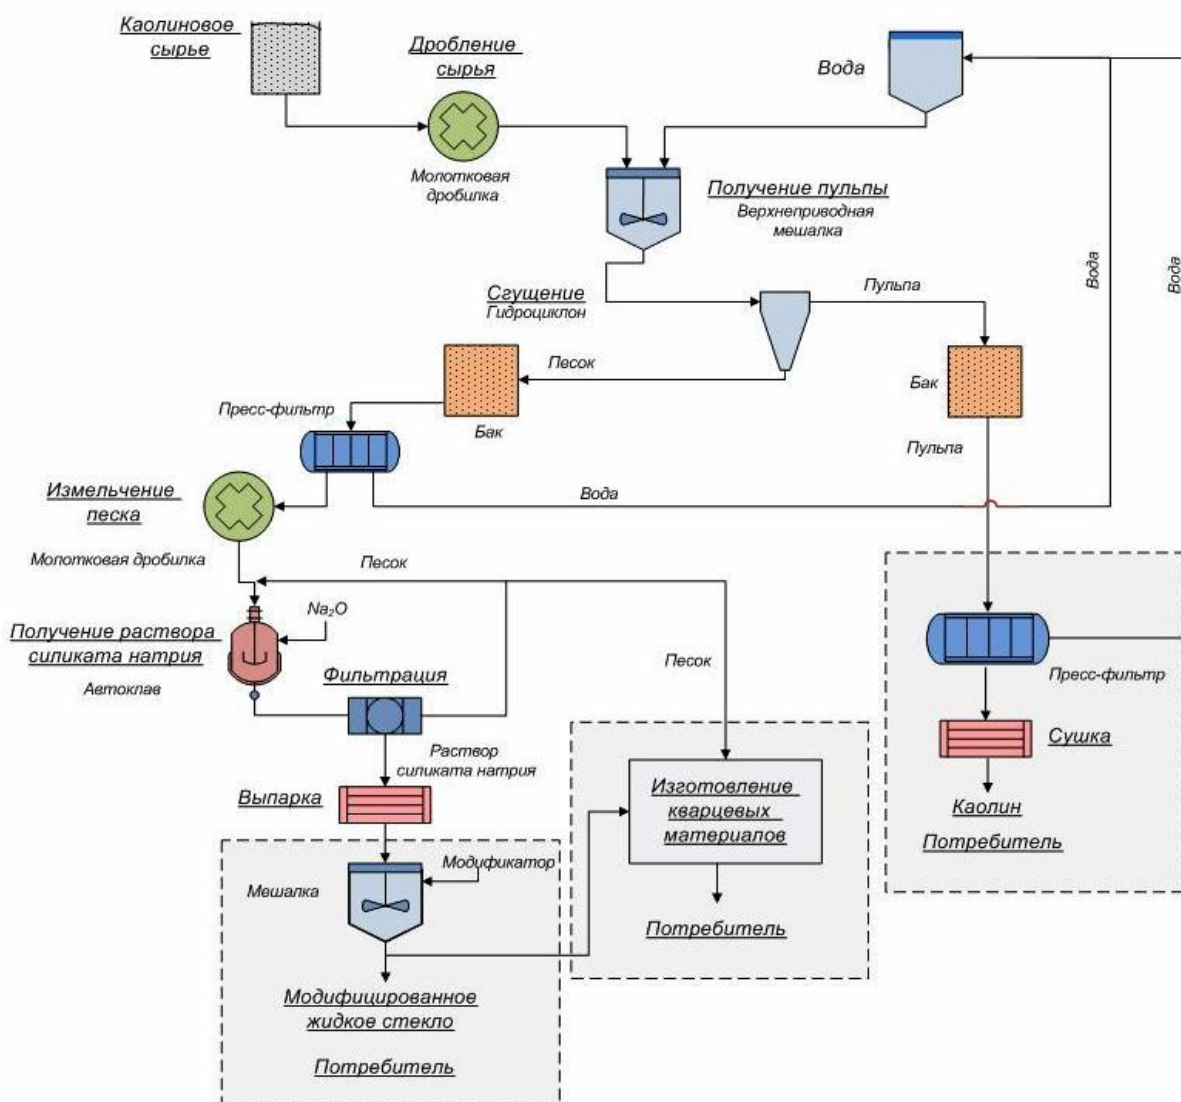 Каолиновое
сырье
Дробление
сырья
Вода
Молотковая
дробилка
Получение пульпы
Верхнеприводная
мешалка
Сгущение
Гидроциклон
Пульпа
Вода
Вода
Песок
Бак
Пресс-фильтр
Бак
Пульпа
Измельчение
песка
Вода
Молотковая дробилка
Песок
Na₂O
Получение раствора
силиката натрия
Автоклав
Фильтрация
Песок
Пресс-фильтр
Раствор
силиката натрия
Сушка
Выпарка
Изготовление
кварцевых
материалов
Каолин
Потребитель
Модификатор
Мешалка
Потребитель
Модифицированное
жидкое стекло
Потребитель